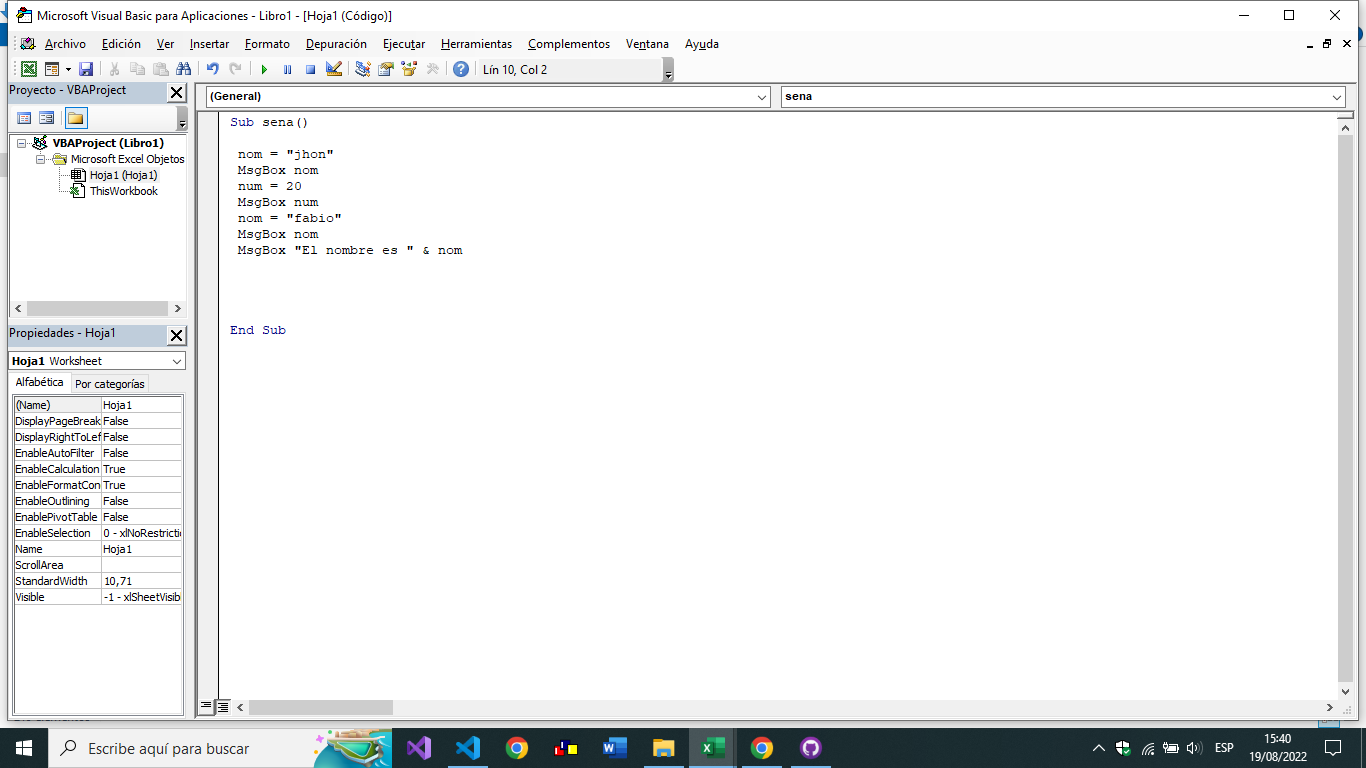 Microsoft Visual Basic para Aplicaciones - Libro1 - [Hoja1 (Código)]
Archivo Edición Ver Insertar Formato Depuración Ejecutar Herramientas Complementos Ventana Ayuda
Lín 10, Col 2
Proyecto - VBAProject
(General)
sena
VBAProject (Libro1)
Microsoft Excel Objetos
Hoja1 (Hoja1)
ThisWorkbook
Propiedades - Hoja1
Hoja1 Worksheet
Alfabética Por categorías
(Name) Hoja1
DisplayPageBreak False
DisplayRightToLef False
EnableAutoFilter False
EnableCalculation True
EnableFormatCon True
EnableOutlining False
EnablePivotTable False
EnableSelection 0 - xlNoRestrictio
Name Hoja1
ScrollArea
StandardWidth 10,71
Visible -1 - xlSheetVisibl
Sub sena()
nom = "jhon"
MsgBox nom
num = 20
MsgBox num
nom = "fabio"
MsgBox nom
MsgBox "El nombre es " & nom
End Sub
Escribe aquí para buscar
ESP
15:40
19/08/2022